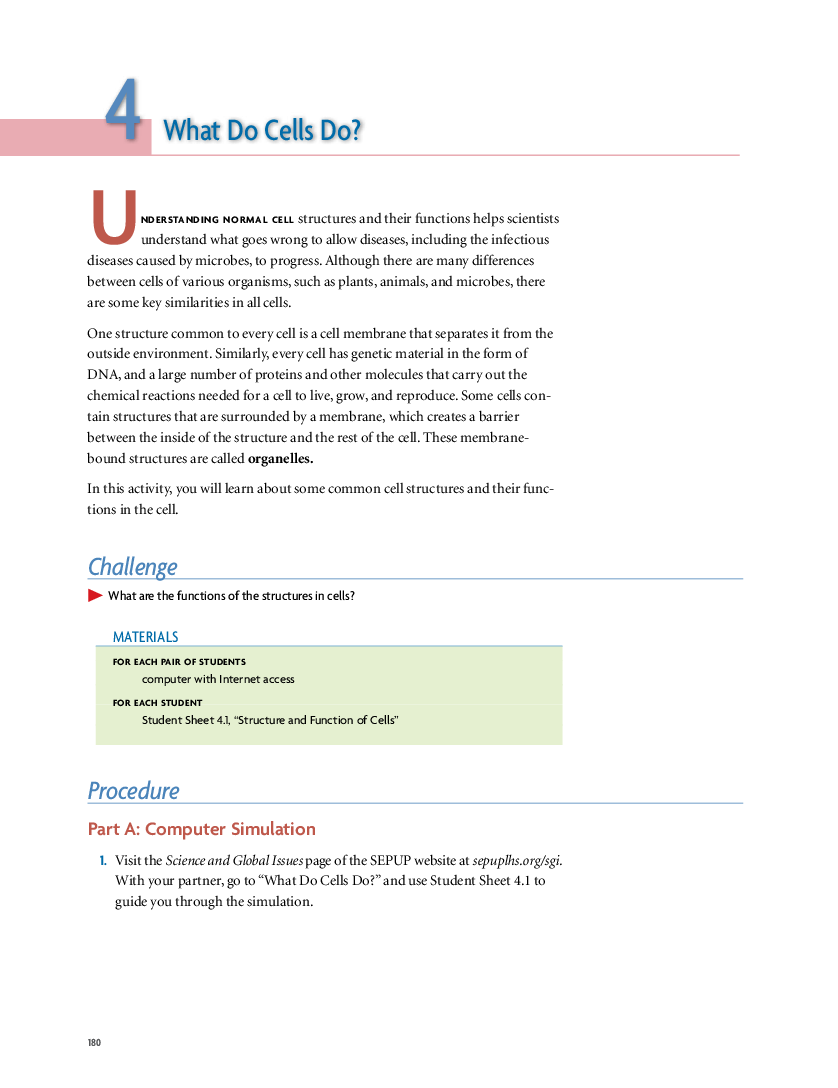 4 What Do Cells Do?
UNDERSTANDING NORMAL CELL structures and their functions helps scientists
understand what goes wrong to allow diseases, including the infectious
diseases caused by microbes, to progress. Although there are many differences
between cells of various organisms, such as plants, animals, and microbes, there
are some key similarities in all cells.
One structure common to every cell is a cell membrane that separates it from the
outside environment. Similarly, every cell has genetic material in the form of
DNA, and a large number of proteins and other molecules that carry out the
chemical reactions needed for a cell to live, grow, and reproduce. Some cells con-
tain structures that are surrounded by a membrane, which creates a barrier
between the inside of the structure and the rest of the cell. These membrane-
bound structures are called organelles.
In this activity, you will learn about some common cell structures and their func-
tions in the cell.
Challenge
What are the functions of the structures in cells?
MATERIALS
FOR EACH PAIR OF STUDENTS
computer with Internet access
FOR EACH STUDENT
Student Sheet 4.1, “Structure and Function of Cells”
Procedure
Part A: Computer Simulation
1. Visit the Science and Global Issues page of the SEPUP website at sepuplhs.org/sgi.
With your partner, go to “What Do Cells Do?” and use Student Sheet 4.1 to
guide you through the simulation.
180